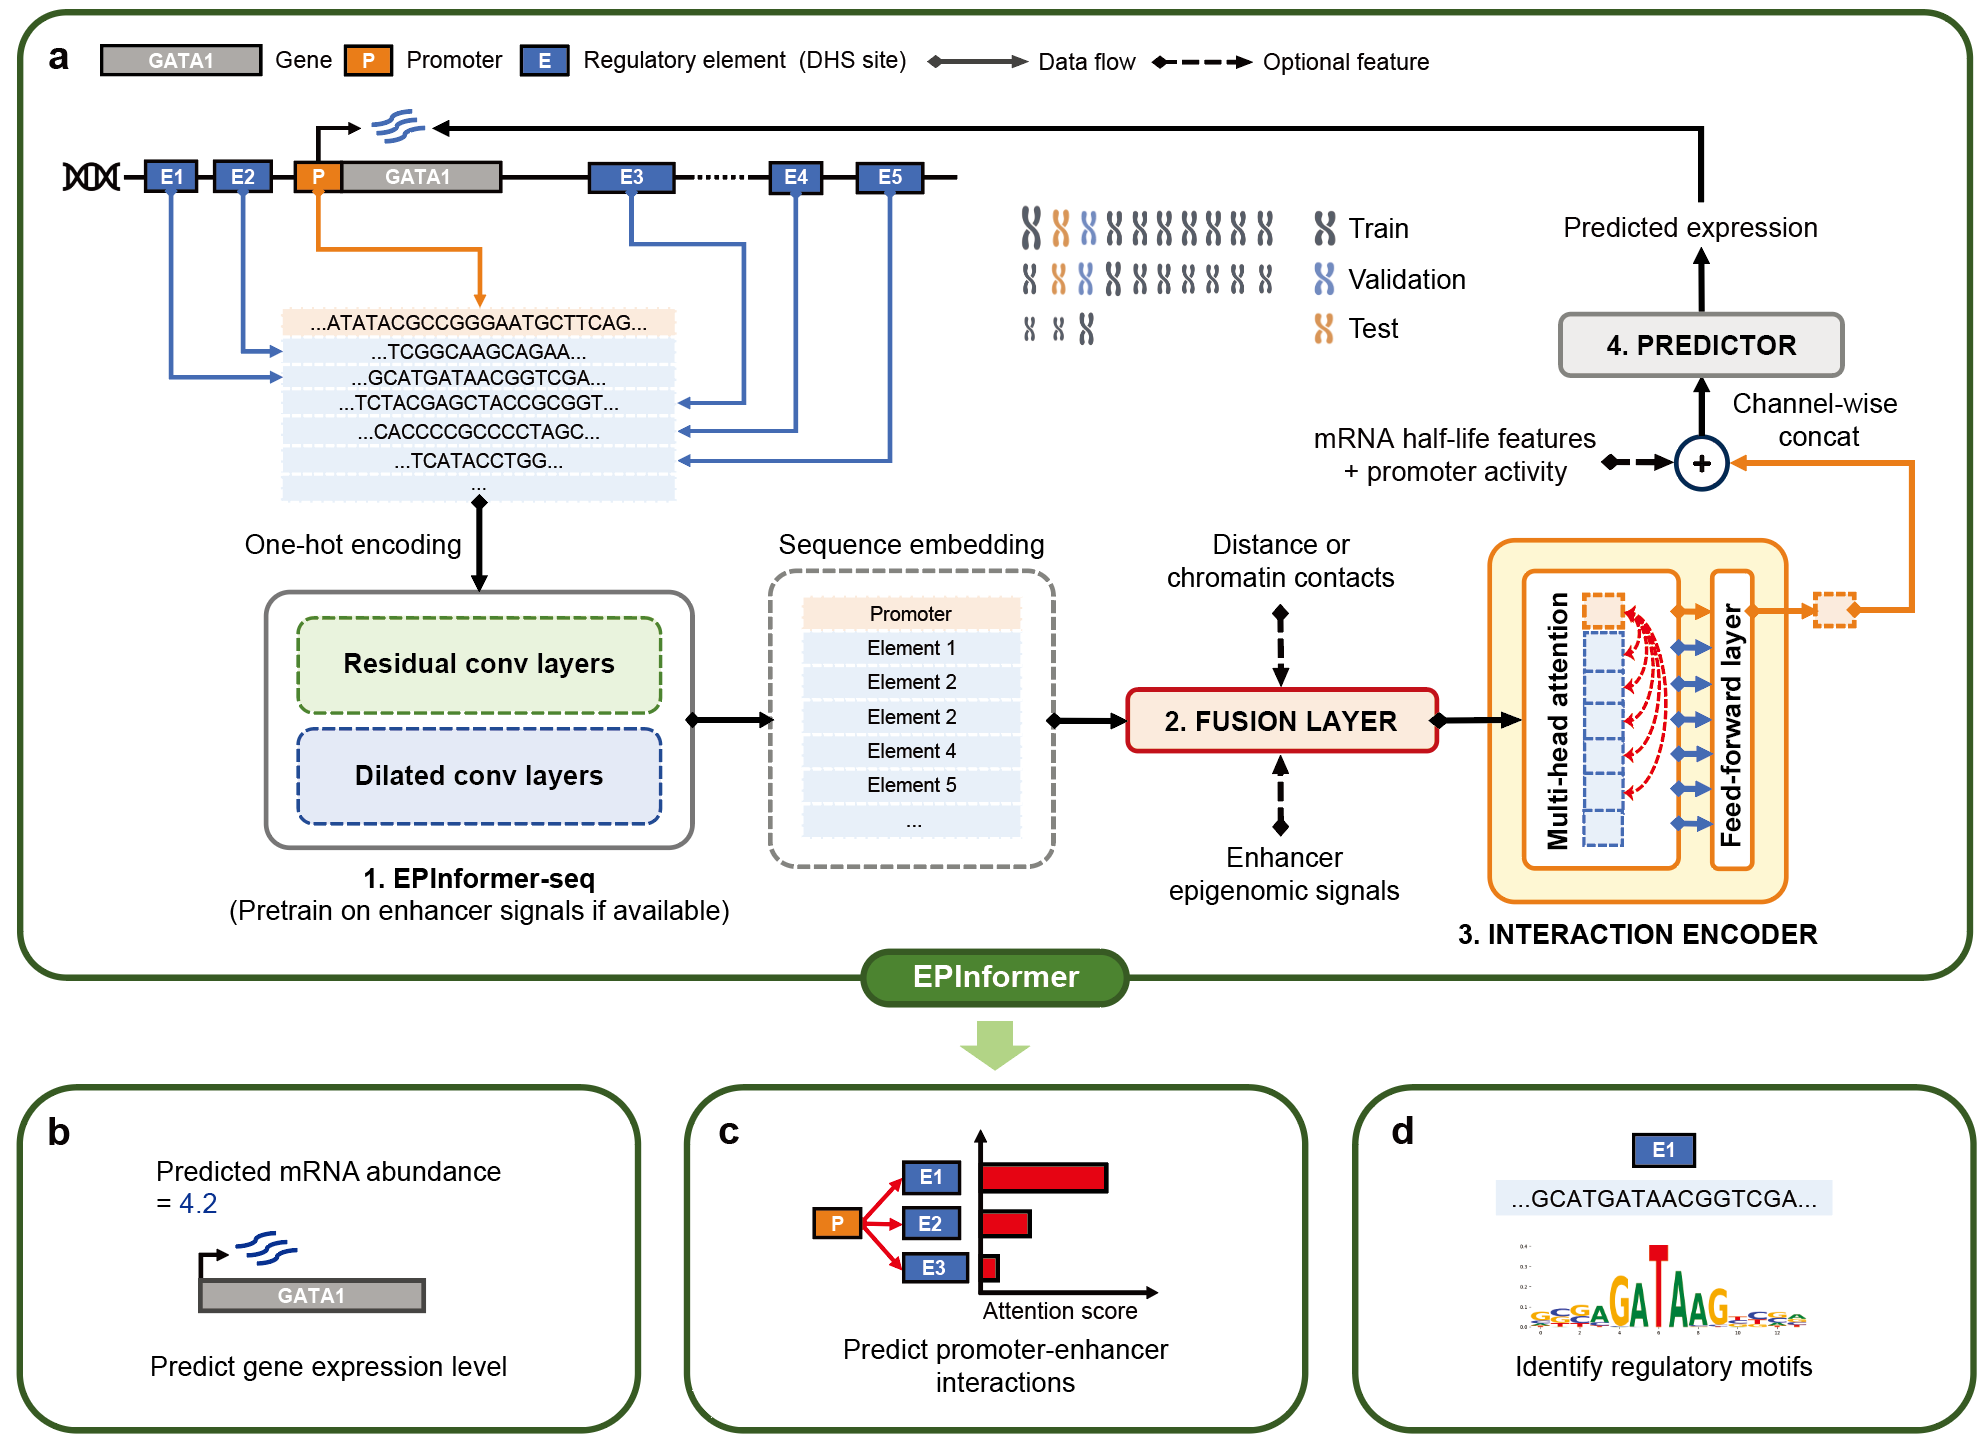 a
GATA1 Gene P Promoter E Regulatory element (DHS site) Data flow Optional feature
E1 E2 P GATA1 E3 E4 E5
...ATATACGCCGGGAATGCTTCAG...
...TCGGCAAGCAGAA...
...GCATGATAACGGTCGA...
...TCTACGAGCTACCGCGGT...
...CACCCCGCCCCTAGC...
...TCATACCTGG...
...
Train
Validation
Test
Predicted expression
4. PREDICTOR
Channel-wise
concat
mRNA half-life features
+ promoter activity
+
One-hot encoding
Residual conv layers
Dilated conv layers
1. EPInformer-seq
(Pretrain on enhancer signals if available)
Sequence embedding
Promoter
Element 1
Element 2
Element 2
Element 4
Element 5
...
Distance or
chromatin contacts
2. FUSION LAYER
Enhancer
epigenomic signals
Multi-head attention
Feed-forward layer
3. INTERACTION ENCODER
EPInformer
b
Predicted mRNA abundance
= 4.2
GATA1
Predict gene expression level
c
P
E1
E2
E3
Attention score
Predict promoter-enhancer
interactions
d
E1
...GCATGATAACGGTCGA...
GATAAG
Identify regulatory motifs